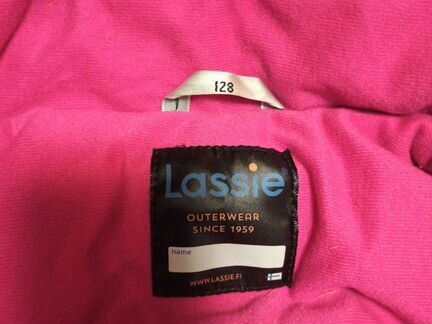 128
Lassie®
OUTERWEAR
SINCE 1959
name
WWW.LASSIE.FI